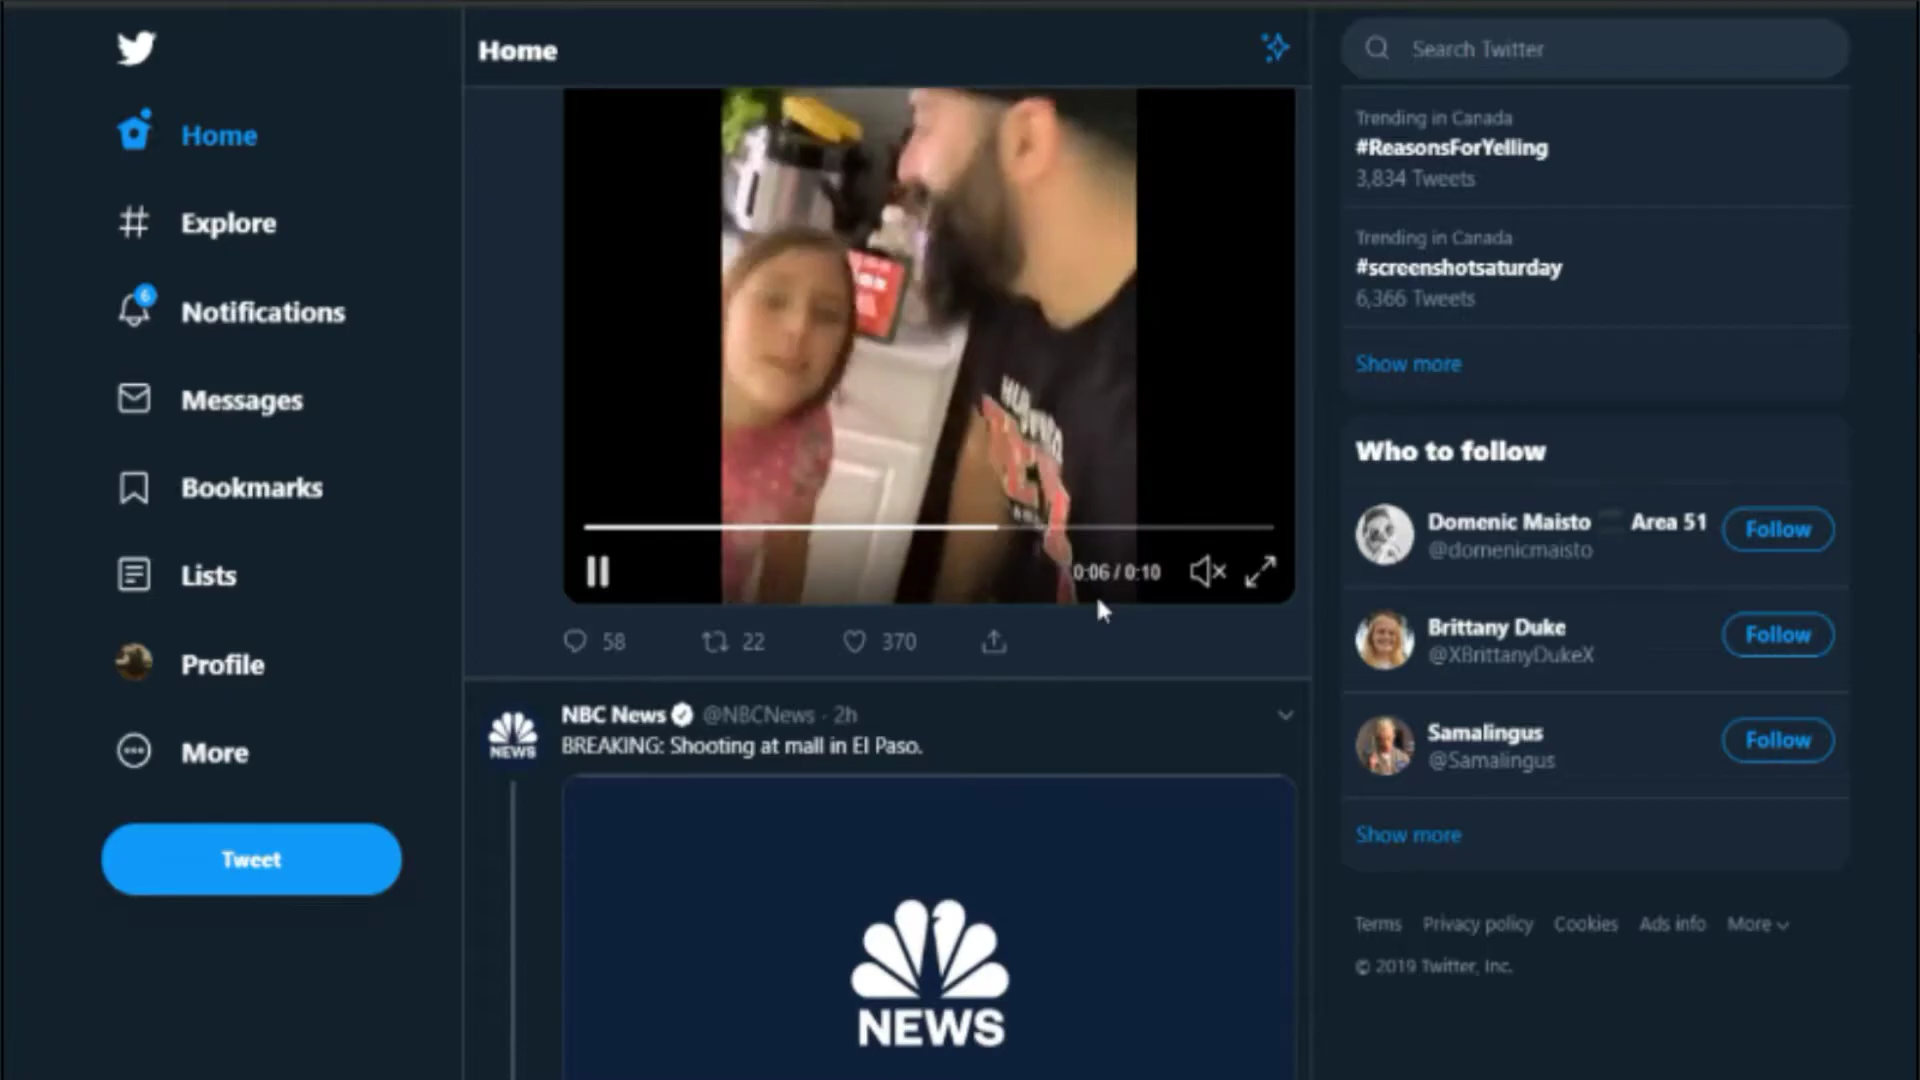 Home
Explore
6
Notifications
Messages
Bookmarks
Lists
Profile
More
Tweet
Home
0:06 / 0:10
58
22
370
NBC News @NBCNews · 2h
BREAKING: Shooting at mall in El Paso.
NEWS
NEWS
Search Twitter
Trending in Canada
#ReasonsForYelling
3,834 Tweets
Trending in Canada
#screenshotsaturday
6,366 Tweets
Show more
Who to follow
Domenic Maisto Area 51
@domenicmaisto
Follow
Brittany Duke
@XBrittanyDukeX
Follow
Samalingus
@Samalingus
Follow
Show more
Terms Privacy policy Cookies Ads info More
© 2019 Twitter, Inc.